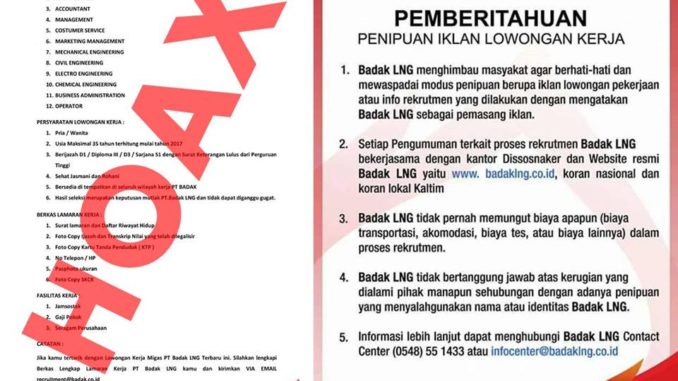 3. ACCOUNTANT
4. MANAGEMENT
5. COSTUMER SERVICE
6. MARKETING MANAGEMENT
7. MECHANICAL ENGINEERING
8. CIVIL ENGINEERING
9. ELECTRO ENGINEERING
10. CHEMICAL ENGINEERING
11. BUSINESS ADMINISTRATION
12. OPERATOR
PERSYARATAN LOWONGAN KERJA :
1. Pria / Wanita
2. Usia Maksimal 35 tahun terhitung mulai tahun 2017
3. Berijazah D1 / Diploma III / D3 / Sarjana S1 dengan Surat Keterangan Lulus dari Perguruan
Tinggi
4. Sehat Jasmani dan Rohani
5. Bersedia di tempatkan di seluruh wilayah kerja PT BADAK
6. Hasil seleksi merupakan keputusan mutlak PT.Badak LNG dan tidak dapat diganggu gugat.
BERKAS LAMARAN KERJA :
1. Surat lamaran dan Daftar Riwayat Hidup
2. Foto Copy Ijazah dan Transkrip Nilai yang telah dilegalisir
3. Foto Copy Kartu Tanda Penduduk ( KTP )
4. No Telepon / HP
5. Pasphoto ukuran
6. Foto Copy SKCK
FASILITAS KERJA :
1. Jamsostek
2. Gaji Pokok
3. Seragam Perusahaan
CATATAN :
Jika kamu tertarik dengan Lowongan Kerja Migas PT Badak LNG Terbaru ini. Silahkan lengkapi
Berkas Lengkap Lamaran Kerja PT Badak LNG kamu dan kirimkan VIA EMAIL
recruitment@badak.co.id
HOAX
PEMBERITAHUAN
PENIPUAN IKLAN LOWONGAN KERJA
1. Badak LNG menghimbau masyakat agar berhati-hati dan
mewaspadai modus penipuan berupa iklan lowongan pekerjaan
atau info rekrutmen yang dilakukan dengan mengatakan
Badak LNG sebagai pemasang iklan.
2. Setiap Pengumuman terkait proses rekrutmen Badak LNG
bekerjasama dengan kantor Dissosnaker dan Website resmi
Badak LNG yaitu www. badaklng.co.id, koran nasional dan
koran lokal Kaltim
3. Badak LNG tidak pernah memungut biaya apapun (biaya
transportasi, akomodasi, biaya tes, atau biaya lainnya) dalam
proses rekrutmen.
4. Badak LNG tidak bertanggung jawab atas kerugian yang
dialami pihak manapun sehubungan dengan adanya penipuan
yang menyalahgunakan nama atau identitas Badak LNG.
5. Informasi lebih lanjut dapat menghubungi Badak LNG Contact
Center (0548) 55 1433 atau infocenter@badaklng.co.id